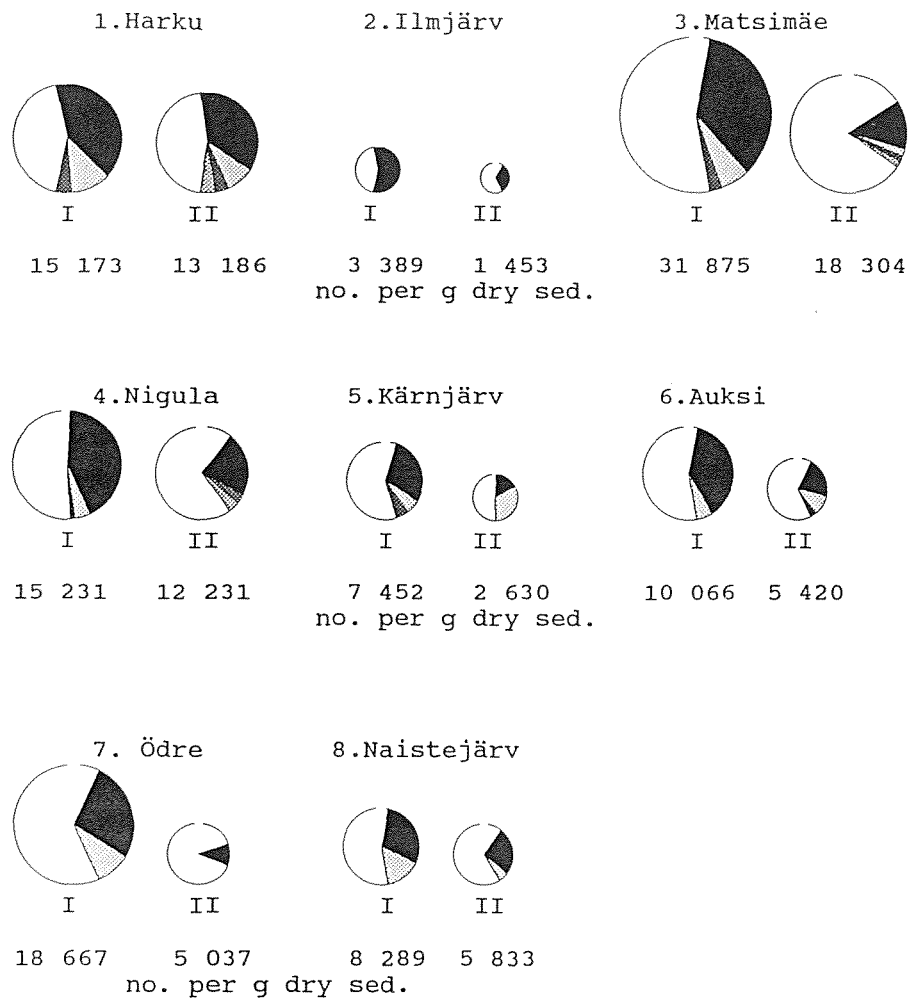 1.Harku 2.Ilmjärv 3.Matsimäe
I II I II I II
15 173 13 186 3 389 1 453 31 875 18 304
no. per g dry sed.
4.Nigula 5.Kärnjärv 6.Auksi
I II I II I II
15 231 12 231 7 452 2 630 10 066 5 420
no. per g dry sed.
7. Ödre 8.Naistejärv
I II I II
18 667 5 037 8 289 5 833
no. per g dry sed.